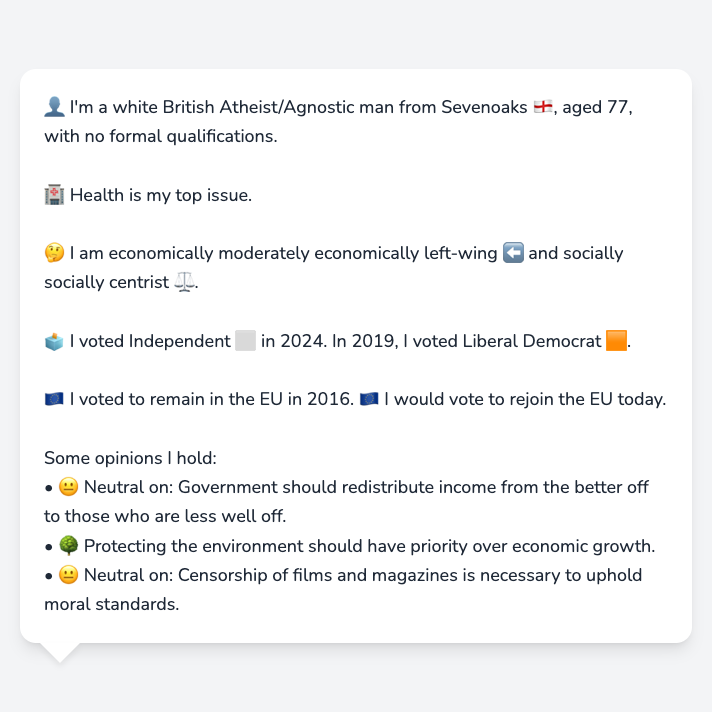 👤 I'm a white British Atheist/Agnostic man from Sevenoaks 🏴󠁧󠁢󠁥󠁮󠁧󠁿, aged 77,
with no formal qualifications.
🏥 Health is my top issue.
🤔 I am economically moderately economically left-wing ⬅️ and socially
socially centrist ⚖️.
🗳️ I voted Independent ⬜ in 2024. In 2019, I voted Liberal Democrat 🟧.
🇪🇺 I voted to remain in the EU in 2016. 🇪🇺 I would vote to rejoin the EU today.
Some opinions I hold:
• 😐 Neutral on: Government should redistribute income from the better off
to those who are less well off.
• 🌳 Protecting the environment should have priority over economic growth.
• 😐 Neutral on: Censorship of films and magazines is necessary to uphold
moral standards.